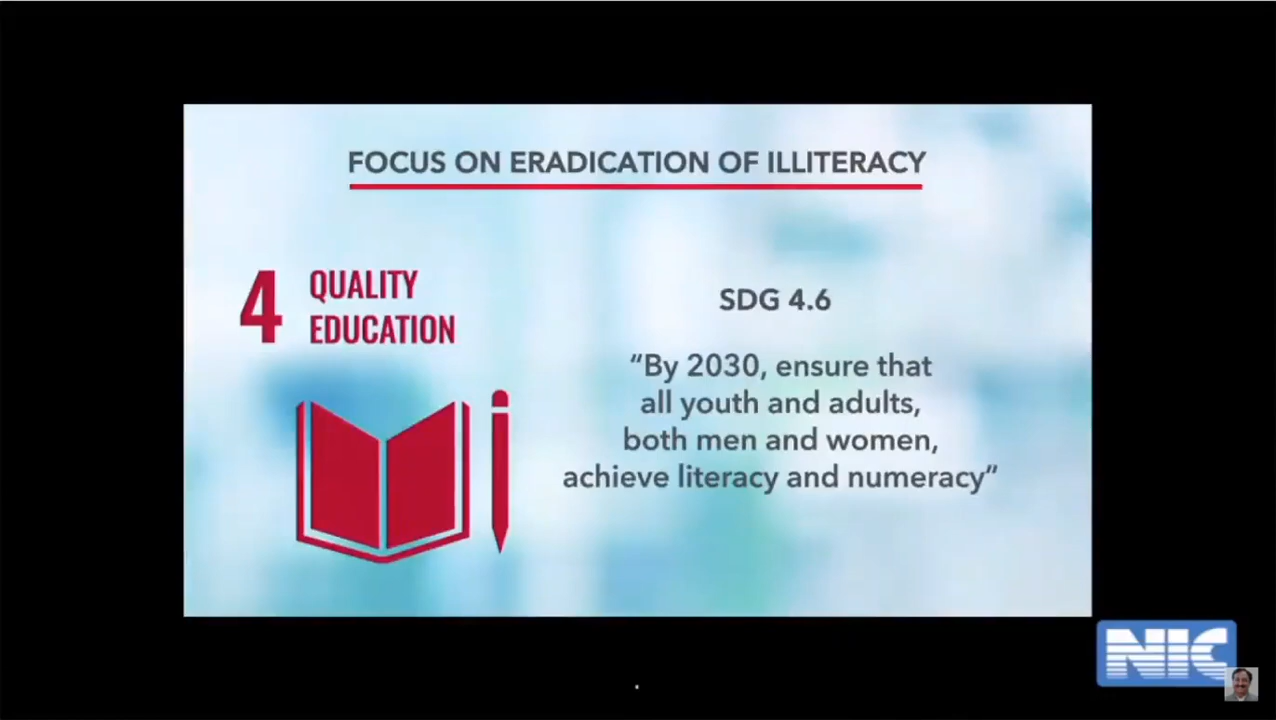 FOCUS ON ERADICATION OF ILLITERACY
4 QUALITY
EDUCATION
SDG 4.6
“By 2030, ensure that
all youth and adults,
both men and women,
achieve literacy and numeracy”
NIC